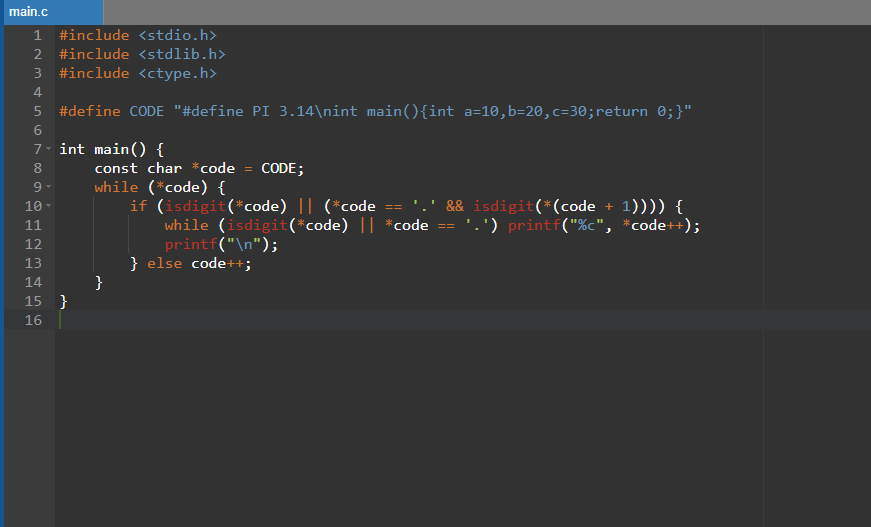 main.c
1 #include <stdio.h>
2 #include <stdlib.h>
3 #include <ctype.h>
4
5 #define CODE "#define PI 3.14\nint main(){int a=10,b=20,c=30;return 0;}"
6
7 int main() {
8     const char *code = CODE;
9     while (*code) {
10         if (isdigit(*code) || (*code == '.' && isdigit(*(code + 1)))) {
11             while (isdigit(*code) || *code == '.') printf("%c", *code++);
12             printf("\n");
13         } else code++;
14     }
15 }
16